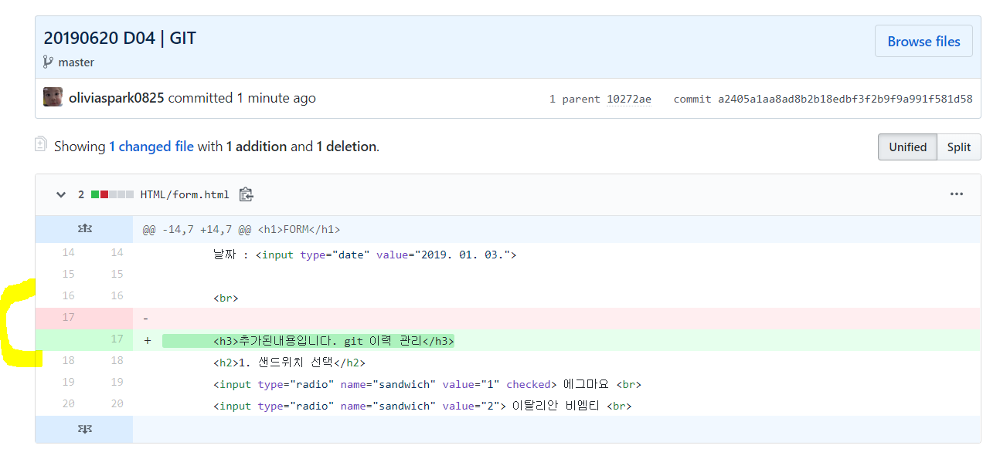 20190620 D04 | GIT
Browse files
master
oliviaspark0825 committed 1 minute ago
1 parent 10272ae commit a2405a1aa8ad8b2b18edbf3f2b9f9a991f581d58
Showing 1 changed file with 1 addition and 1 deletion.
Unified Split
2 HTML/form.html
@@ -14,7 +14,7 @@ <h1>FORM</h1>
14 14 날짜 : <input type="date" value="2019. 01. 03.">
15 15
16 16 <br>
17 -
17 + <h3>추가된내용입니다. git 이력 관리</h3>
18 18 <h2>1. 샌드위치 선택</h2>
19 19 <input type="radio" name="sandwich" value="1" checked> 에그마요 <br>
20 20 <input type="radio" name="sandwich" value="2"> 이탈리안 비엠티 <br>